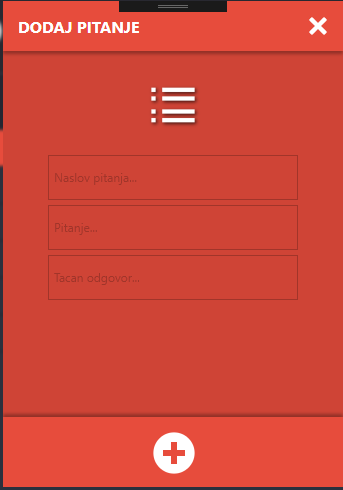 DODAJ PITANJE
Naslov pitanja...
Pitanje...
Tacan odgovor...